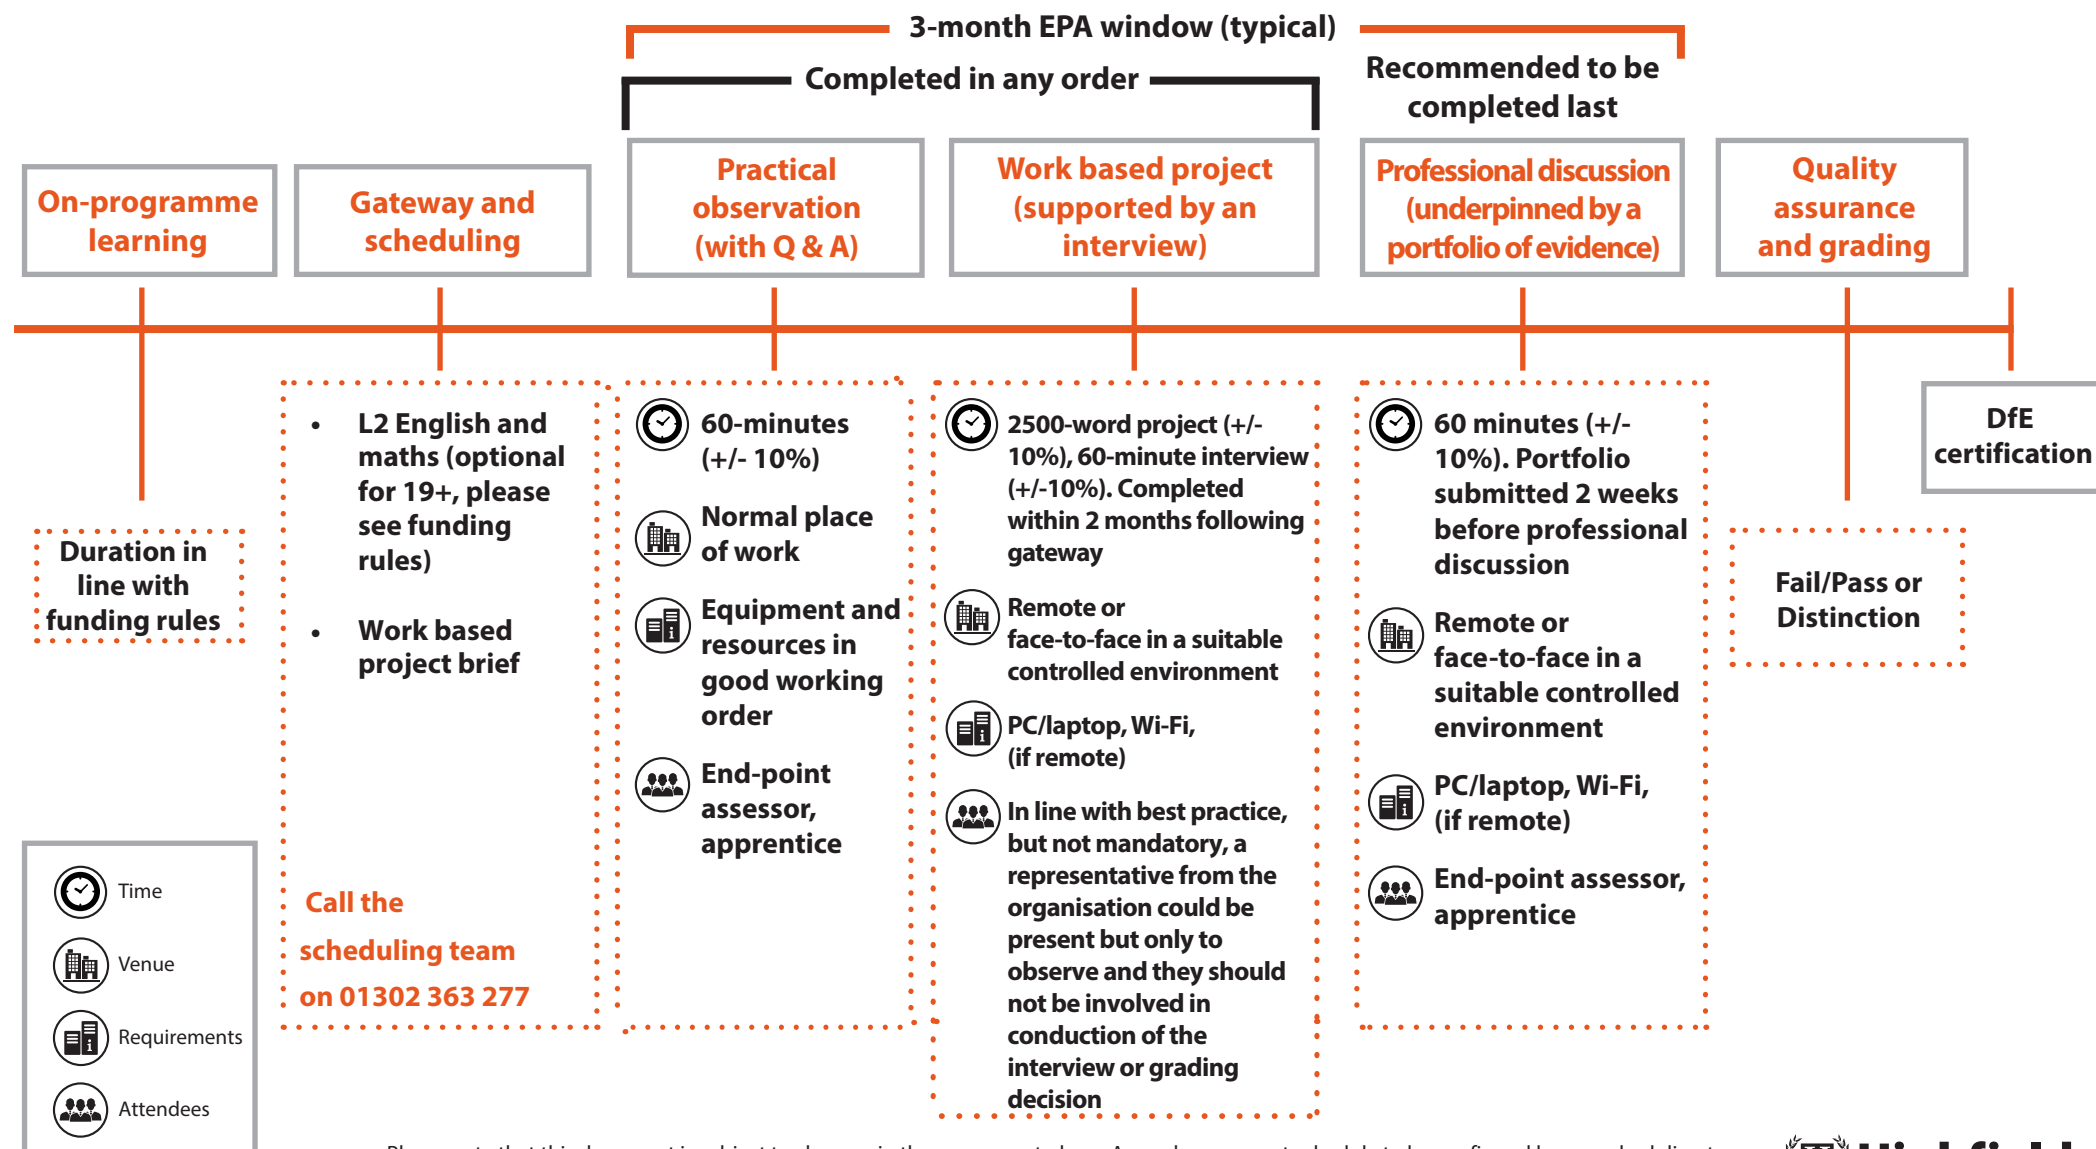 3-month EPA window (typical)
Completed in any order
Recommended to be
completed last
On-programme
learning
Gateway and
scheduling
Practical
observation
(with Q & A)
Work based project
(supported by an
interview)
Professional discussion
(underpinned by a
portfolio of evidence)
Quality
assurance
and grading
Duration in
line with
funding rules
• L2 English and
maths (optional
for 19+, please
see funding
rules)
• Work based
project brief
Call the
scheduling team
on 01302 363 277
60-minutes
(+/- 10%)
Normal place
of work
Equipment and
resources in
good working
order
End-point
assessor,
apprentice
2500-word project (+/-
10%), 60-minute interview
(+/-10%). Completed
within 2 months following
gateway
Remote or
face-to-face in a suitable
controlled environment
PC/laptop, Wi-Fi,
(if remote)
In line with best practice,
but not mandatory, a
representative from the
organisation could be
present but only to
observe and they should
not be involved in
conduction of the
interview or grading
decision
60 minutes (+/-
10%). Portfolio
submitted 2 weeks
before professional
discussion
Remote or
face-to-face in a
suitable controlled
environment
PC/laptop, Wi-Fi,
(if remote)
End-point assessor,
apprentice
Fail/Pass or
Distinction
DfE
certification
Time
Venue
Requirements
Attendees